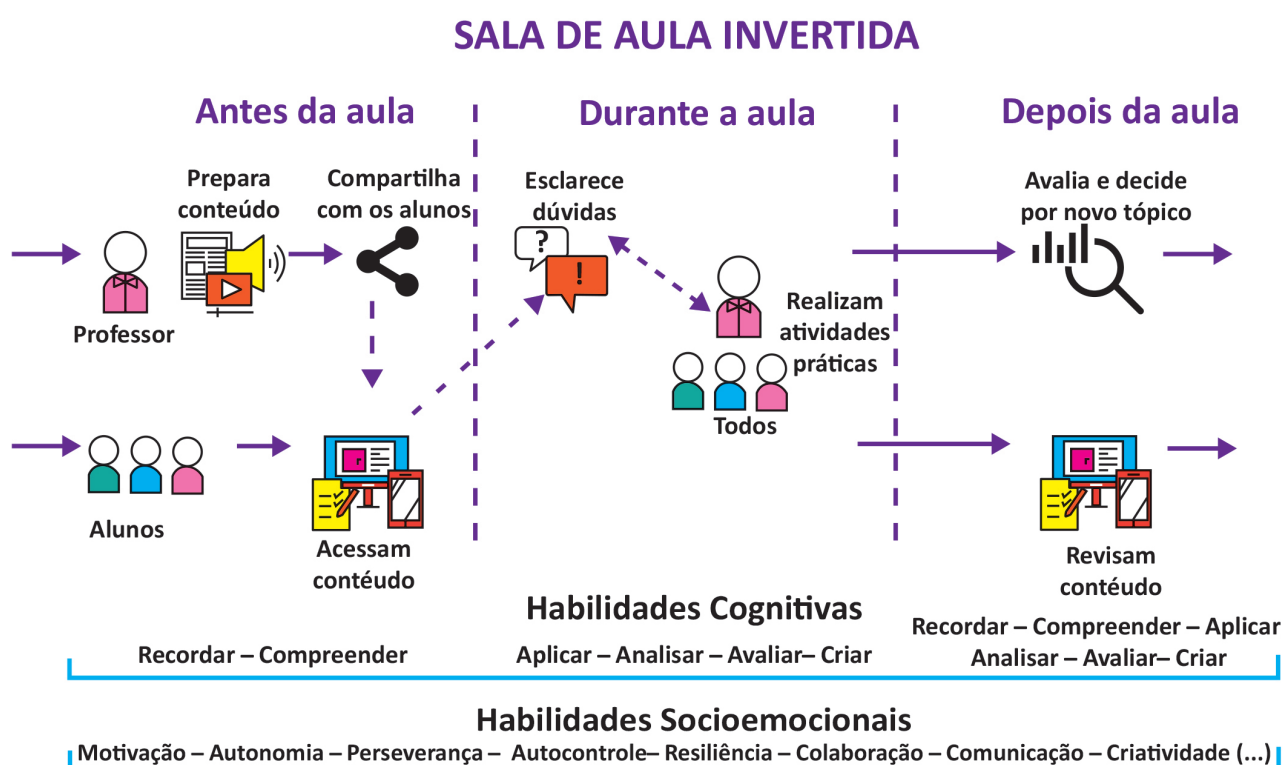 SALA DE AULA INVERTIDA
Antes da aula
Durante a aula
Depois da aula
Prepara
conteúdo
Compartilha
com os alunos
Esclarece
dúvidas
Avalia e decide
por novo tópico
?
!
Professor
Realizam
atividades
práticas
Todos
r
Alunos
Acessam
contéudo
r
Revisam
contéudo
Habilidades Cognitivas
Recordar – Compreender
Aplicar – Analisar – Avaliar– Criar
Recordar – Compreender – Aplicar
Analisar – Avaliar– Criar
Habilidades Socioemocionais
Motivação – Autonomia – Perseverança – Autocontrole– Resiliência – Colaboração – Comunicação – Criatividade (...)